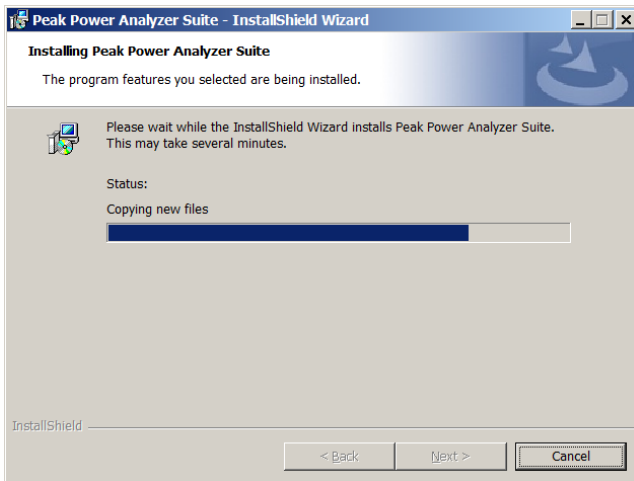 Peak Power Analyzer Suite - InstallShield Wizard
Installing Peak Power Analyzer Suite
The program features you selected are being installed.
Please wait while the InstallShield Wizard installs Peak Power Analyzer Suite.
This may take several minutes.
Status:
Copying new files
InstallShield
< Back
Next >
Cancel